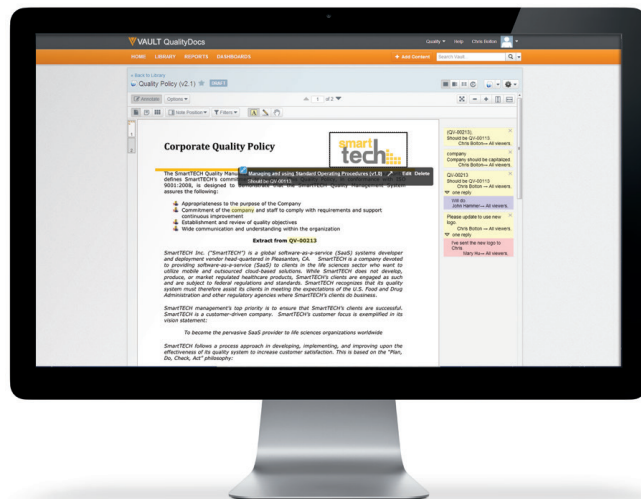 VAULT QualityDocs
Quality Help Chris Bolton
HOME LIBRARY REPORTS DASHBOARDS
+ Add Content Search Vault
« Back to Library
Quality Policy (v2.1)
Annotate Options
1 of 2
Note Position Filters
1
2
Corporate Quality Policy
smart
tech
The SmartTECH Quality
defines SmartTECH's
9001:2008, is designed to demonstrate that the SmartTECH Quality Management System
assures the following:
Managing and using Standard Operating Procedures (v1.0) Edit Delete
Should be QV-00113
Appropriateness to the purpose of the Company
Commitment of the company and staff to comply with requirements and support
continuous improvement
Establishment and review of quality objectives
Wide communication and understanding within the organization
Extract from QV-00213
SmartTECH Inc. ("SmartTECH") is a global software-as-a-service (SaaS) systems developer
and deployment vendor head-quartered in Pleasanton, CA. SmartTECH is a company devoted
to providing software-as-a-service (SaaS) to clients in the life sciences sector who want to
utilize mobile and outsourced cloud-based solutions. While SmartTECH does not develop,
produce, or market regulated healthcare products, SmartTECH's clients are engaged as such
and are subject to federal regulations and standards. SmartTECH recognizes that its quality
system must therefore assist its clients in meeting the expectations of the U.S. Food and Drug
Administration and other regulatory agencies where SmartTECH's clients do business.
SmartTECH management's top priority is to ensure that SmartTECH's clients are successful.
SmartTECH is a customer-driven company. SmartTECH's customer focus is exemplified in its
vision statement:
To become the pervasive SaaS provider to life sciences organizations worldwide
SmartTECH follows a process approach in developing, implementing, and improving upon the
effectiveness of its quality system to increase customer satisfaction. This is based on the "Plan,
Do, Check, Act" philosophy:
(QV-00213).
Should be QV-00113
Chris Bolton → All viewers.
company
Company should be capitalized
Chris Bolton → All viewers.
QV-00213
Should be QV-00112
Chris Bolton → All viewers.
one reply
Will do.
John Hammer → All viewers.
Please update to use new
logo.
Chris Bolton → All viewers.
one reply
I've sent the new logo to
Chris
Mary Hu → All viewers.